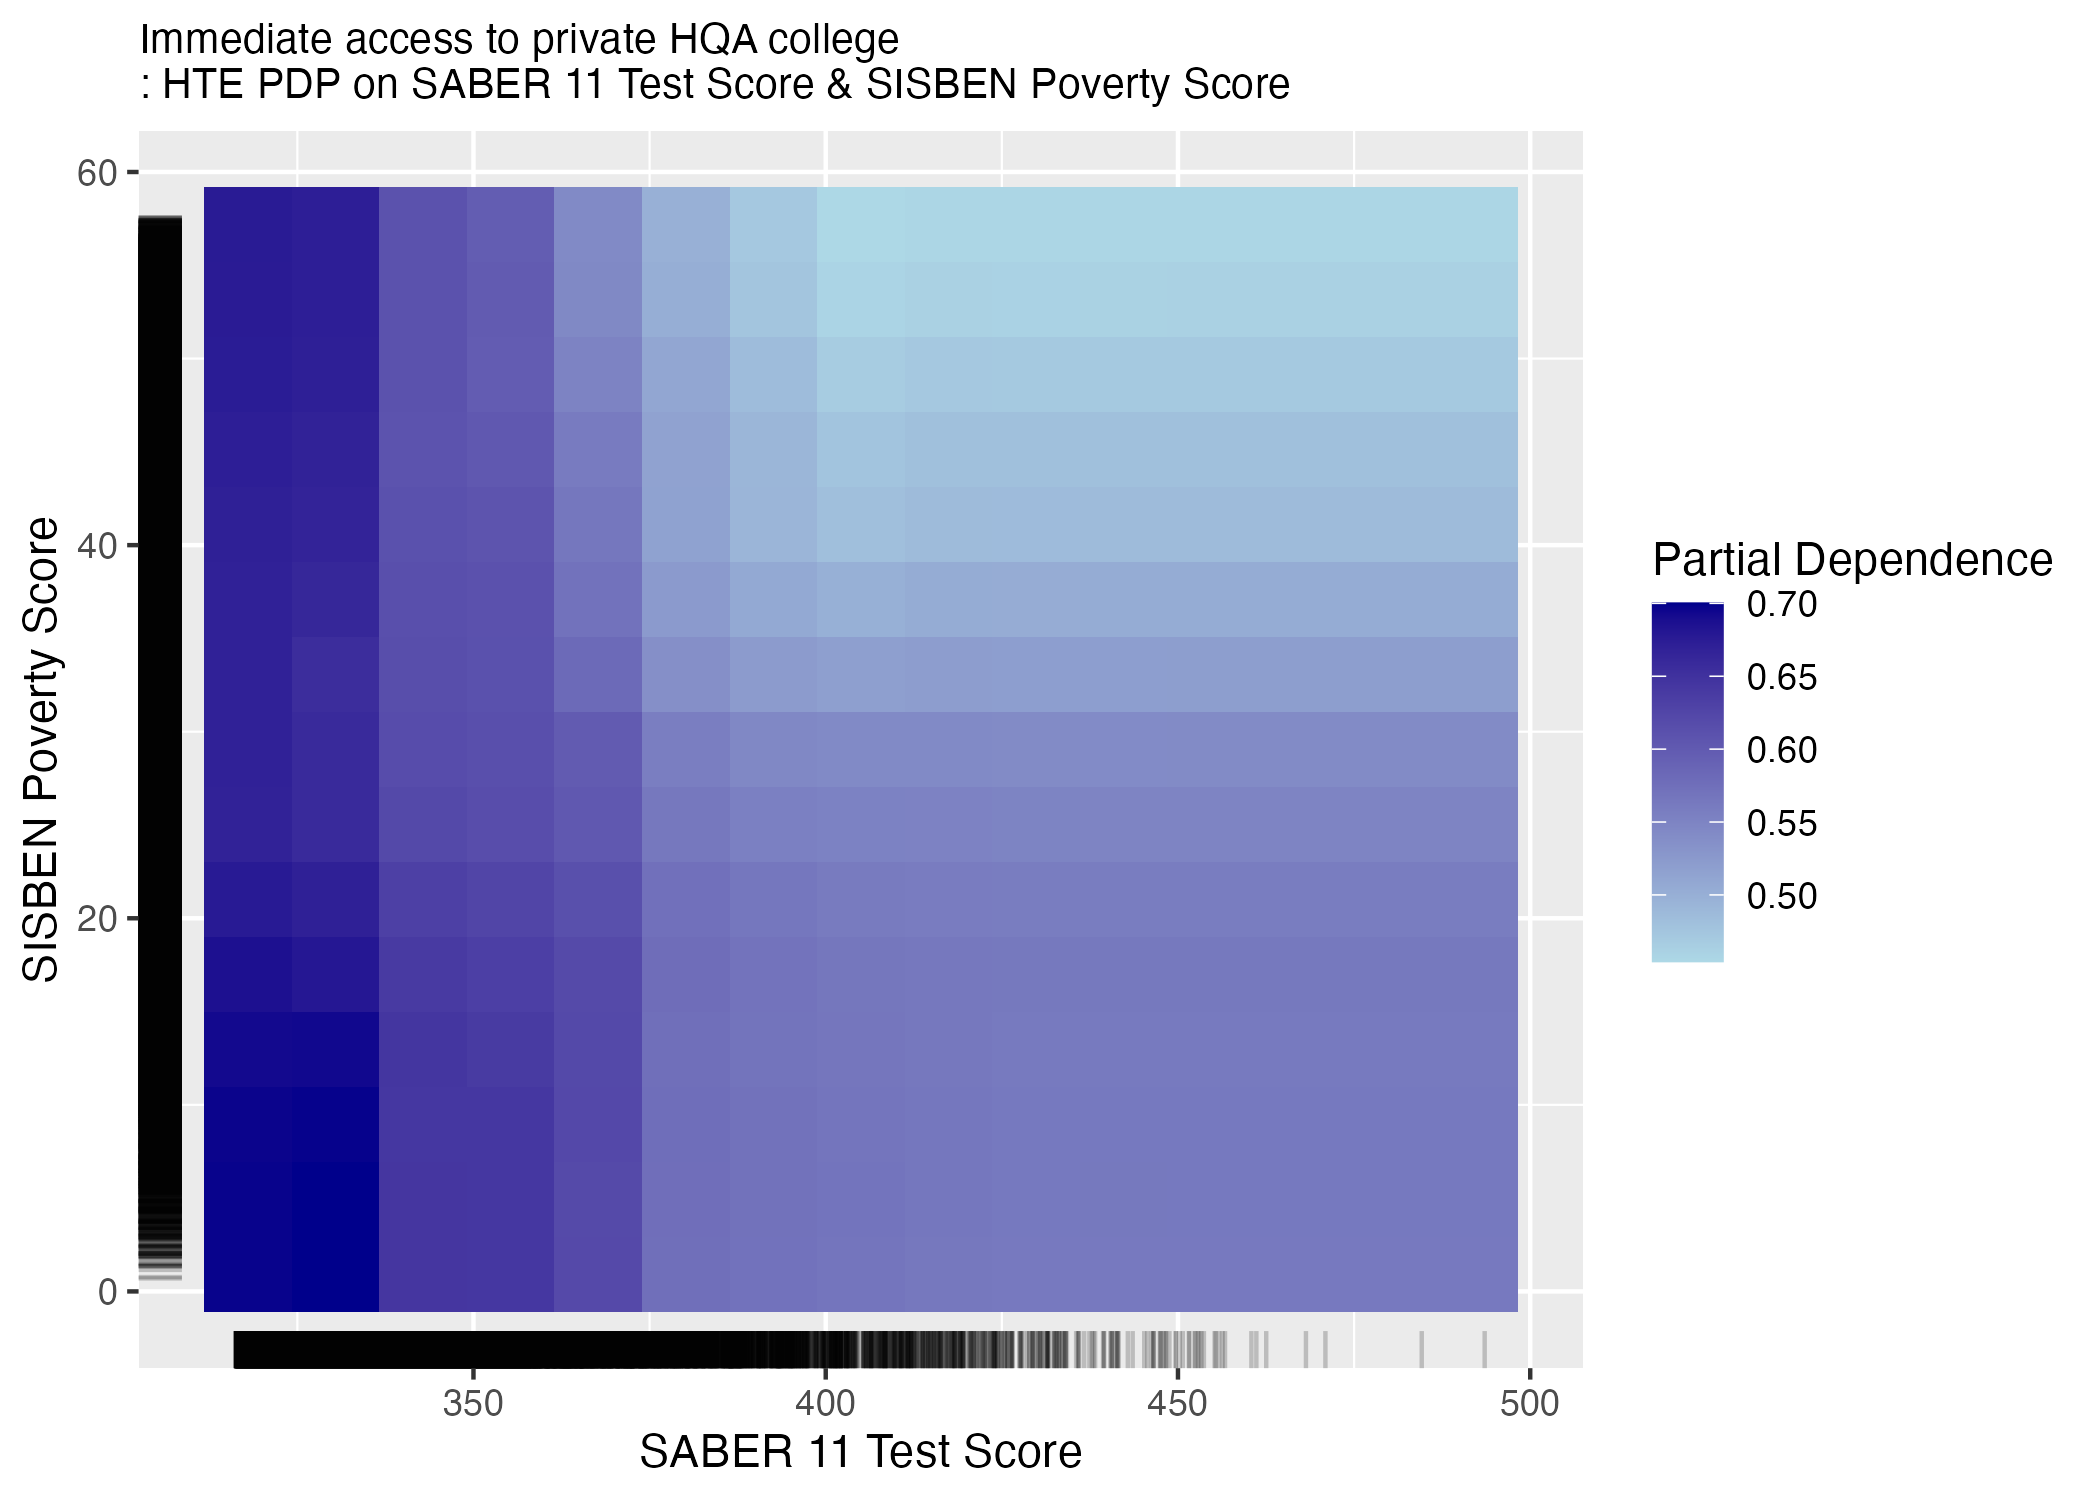 Immediate access to private HQA college
: HTE PDP on SABER 11 Test Score & SISBEN Poverty Score
60
40
20
0
SISBEN Poverty Score
350
400
450
500
SABER 11 Test Score
Partial Dependence
0.70
0.65
0.60
0.55
0.50